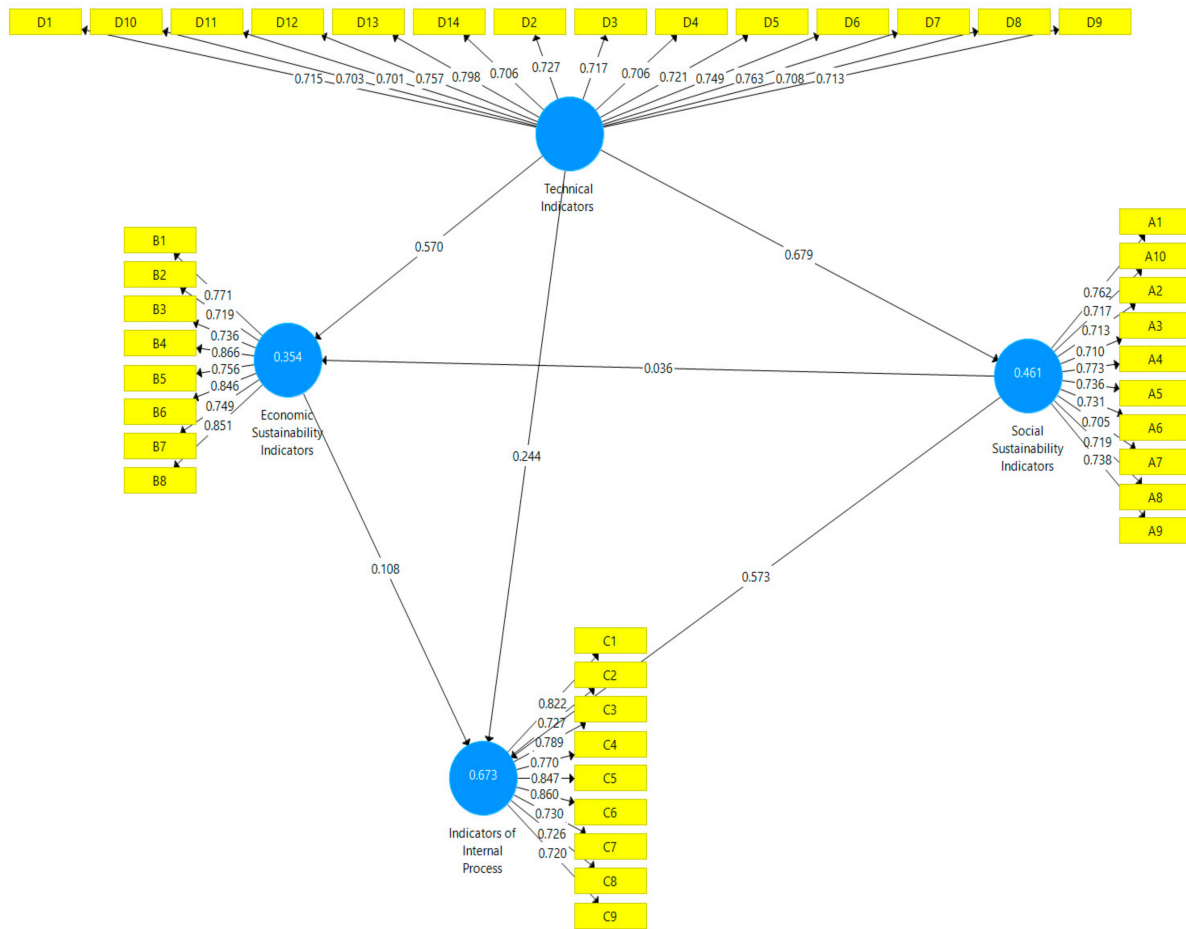 D1 D10 D11 D12 D13 D14 D2 D3 D4 D5 D6 D7 D8 D9
0.715 0.703 0.701 0.757 0.798 0.706 0.727 0.717 0.706 0.721 0.749 0.763 0.708 0.713
Technical
Indicators
0.570
0.679
0.036
0.244
0.108
0.573
B1
B2
B3
B4
B5
B6
B7
B8
0.771
0.719
0.736
0.866
0.756
0.846
0.749
0.851
0.354
Economic
Sustainability
Indicators
A1
A10
A2
A3
A4
A5
A6
A7
A8
A9
0.762
0.717
0.713
0.710
0.773
0.736
0.731
0.705
0.719
0.738
0.461
Social
Sustainability
Indicators
C1
C2
C3
C4
C5
C6
C7
C8
C9
0.822
0.727
0.789
0.770
0.847
0.860
0.730
0.726
0.720
0.673
Indicators of
Internal
Process